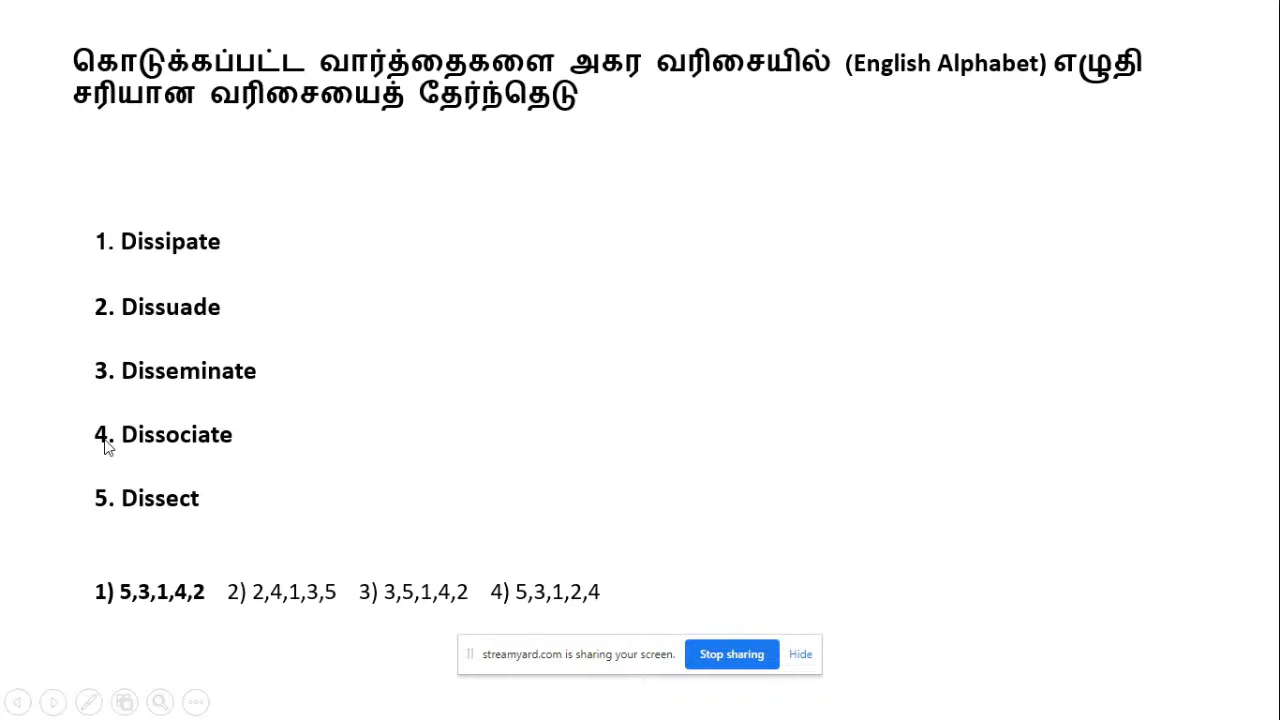 கொடுக்கப்பட்ட வார்த்தைகளை அகர வரிசையில் (English Alphabet) எழுதி
சரியான வரிசையைத் தேர்ந்தெடு
1. Dissipate
2. Dissuade
3. Disseminate
4. Dissociate
5. Dissect
1) 5,3,1,4,2 2) 2,4,1,3,5 3) 3,5,1,4,2 4) 5,3,1,2,4
streamyard.com is sharing your screen. Stop sharing Hide